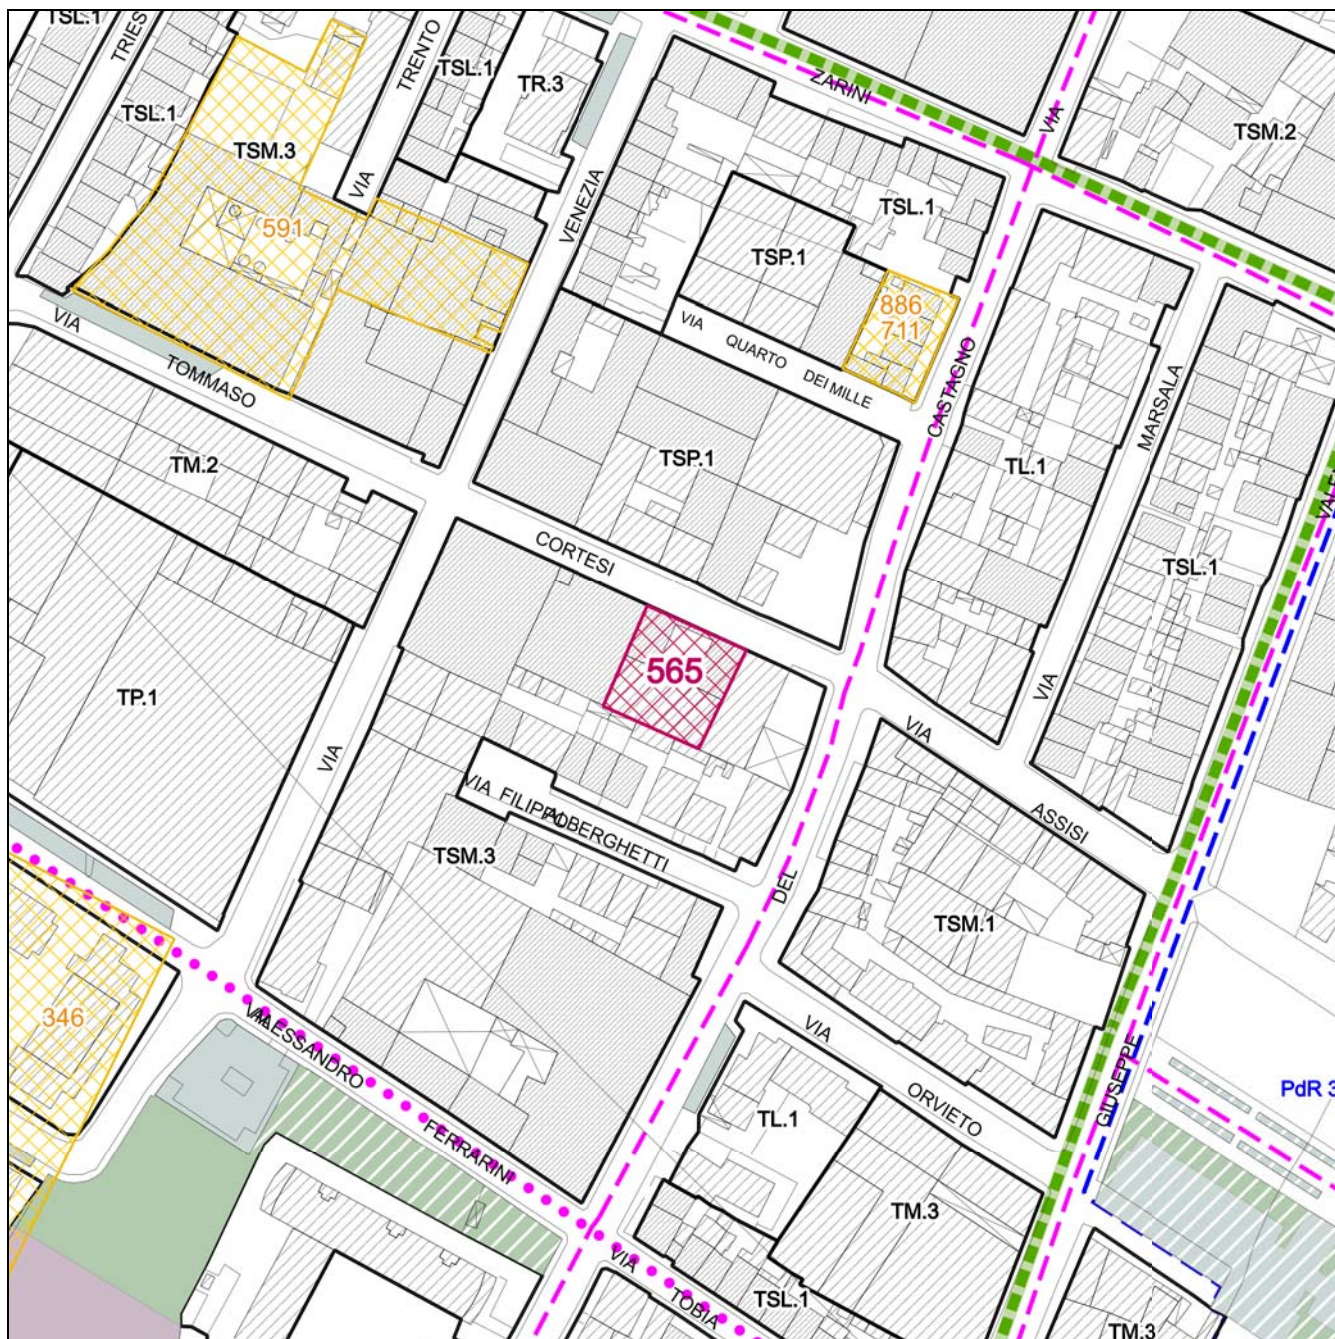 TSL.1
TRIES
TRENTO
TSL.1
TR.3
ZARINI
VIA
TSM.2
TSL.1
TSM.3
VIA
VENEZIA
TSL.1
591
TSP.1
886
711
VIA
TOMMASO
VIA
QUARTO
DEI MILLE
CASTAGNO
MARSALA
TM.2
TSP.1
TL.1
CORTESI
TSL.1
565
TP.1
VIA
VIA
VIA
VIA FILIPPO
ALBERGHETTI
ASSISI
TSM.3
DEL
TSM.1
346
VIA
ALESSANDRO
VIA
GIUSEPPE
ORVIETO
PdR 3
FERRARINI
TL.1
TM.3
VIA
TOBIA
TSL.1
TM.3